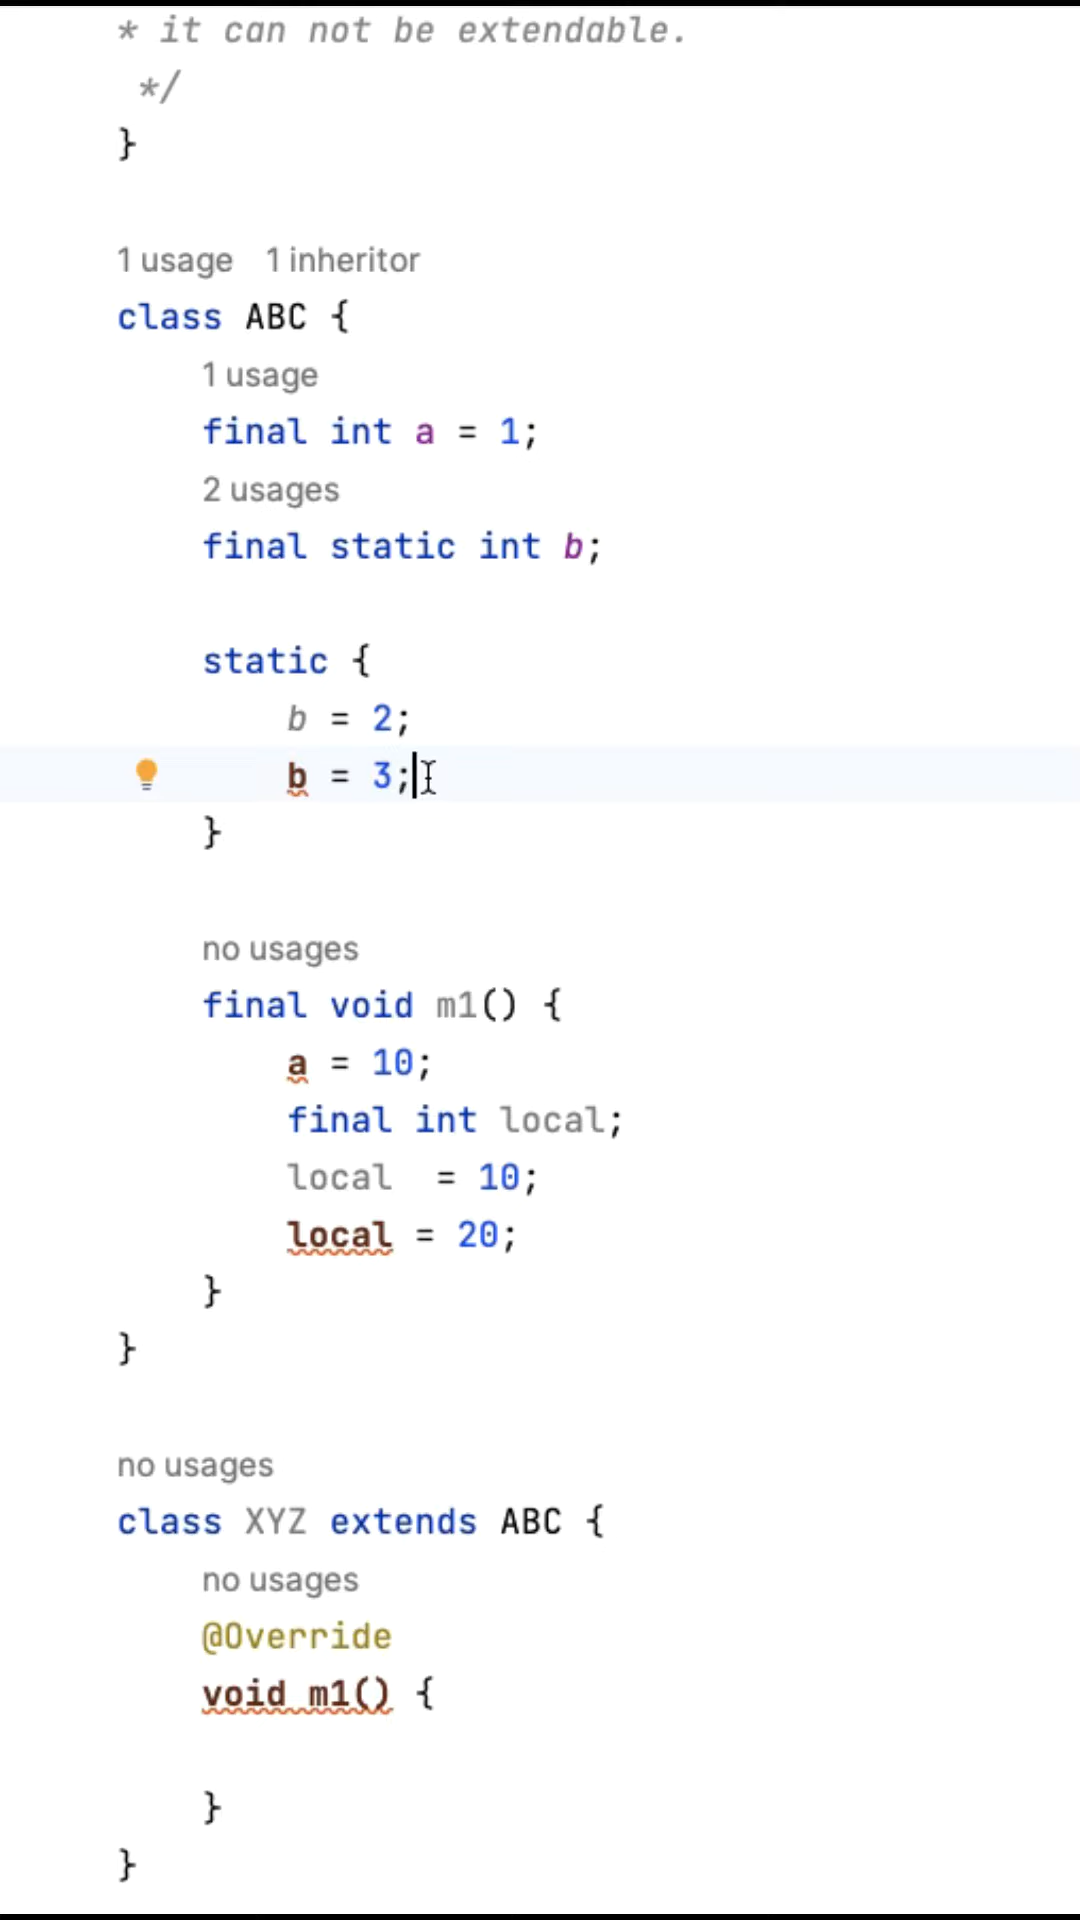 * it can not be extendable.
*/
}
1 usage   1 inheritor
class ABC {
1 usage
final int a = 1;
2 usages
final static int b;
static {
b = 2;
b = 3;
}
no usages
final void m1() {
a = 10;
final int local;
local  = 10;
local = 20;
}
}
no usages
class XYZ extends ABC {
no usages
@Override
void m1() {
}
}